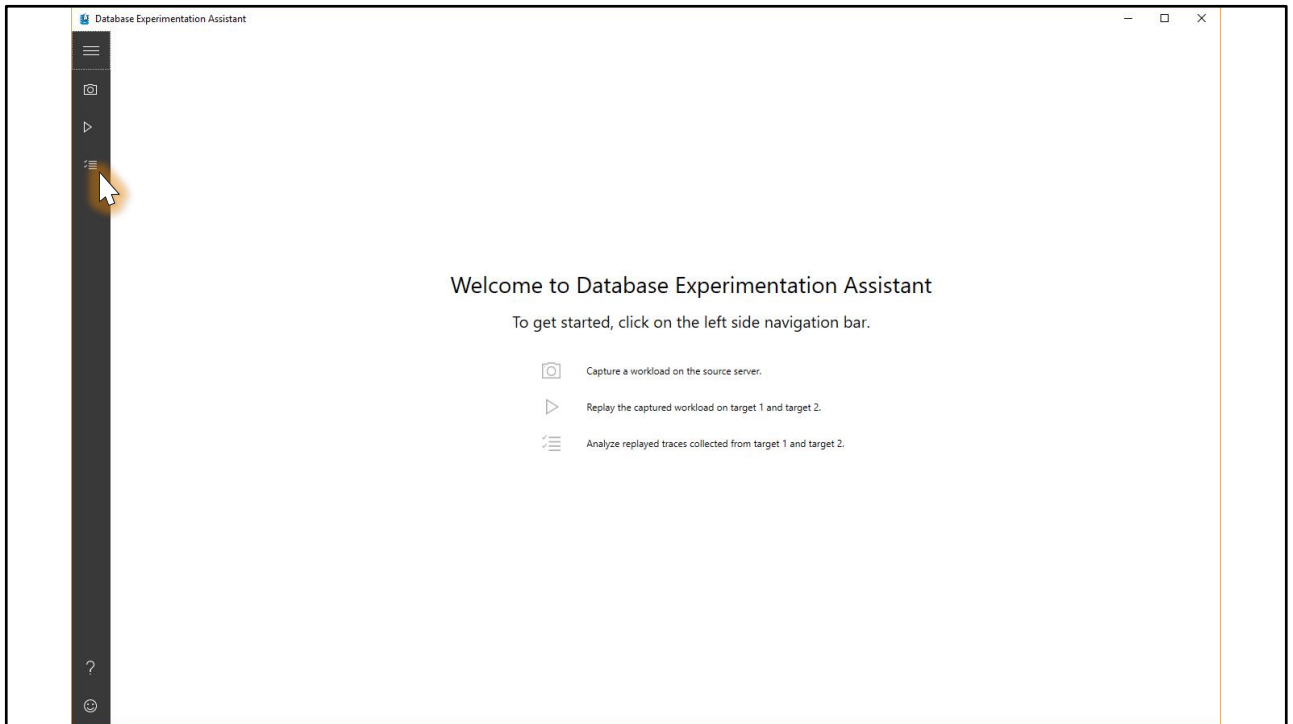 Database Experimentation Assistant
Welcome to Database Experimentation Assistant
To get started, click on the left side navigation bar.
Capture a workload on the source server.
Replay the captured workload on target 1 and target 2.
Analyze replayed traces collected from target 1 and target 2.
?